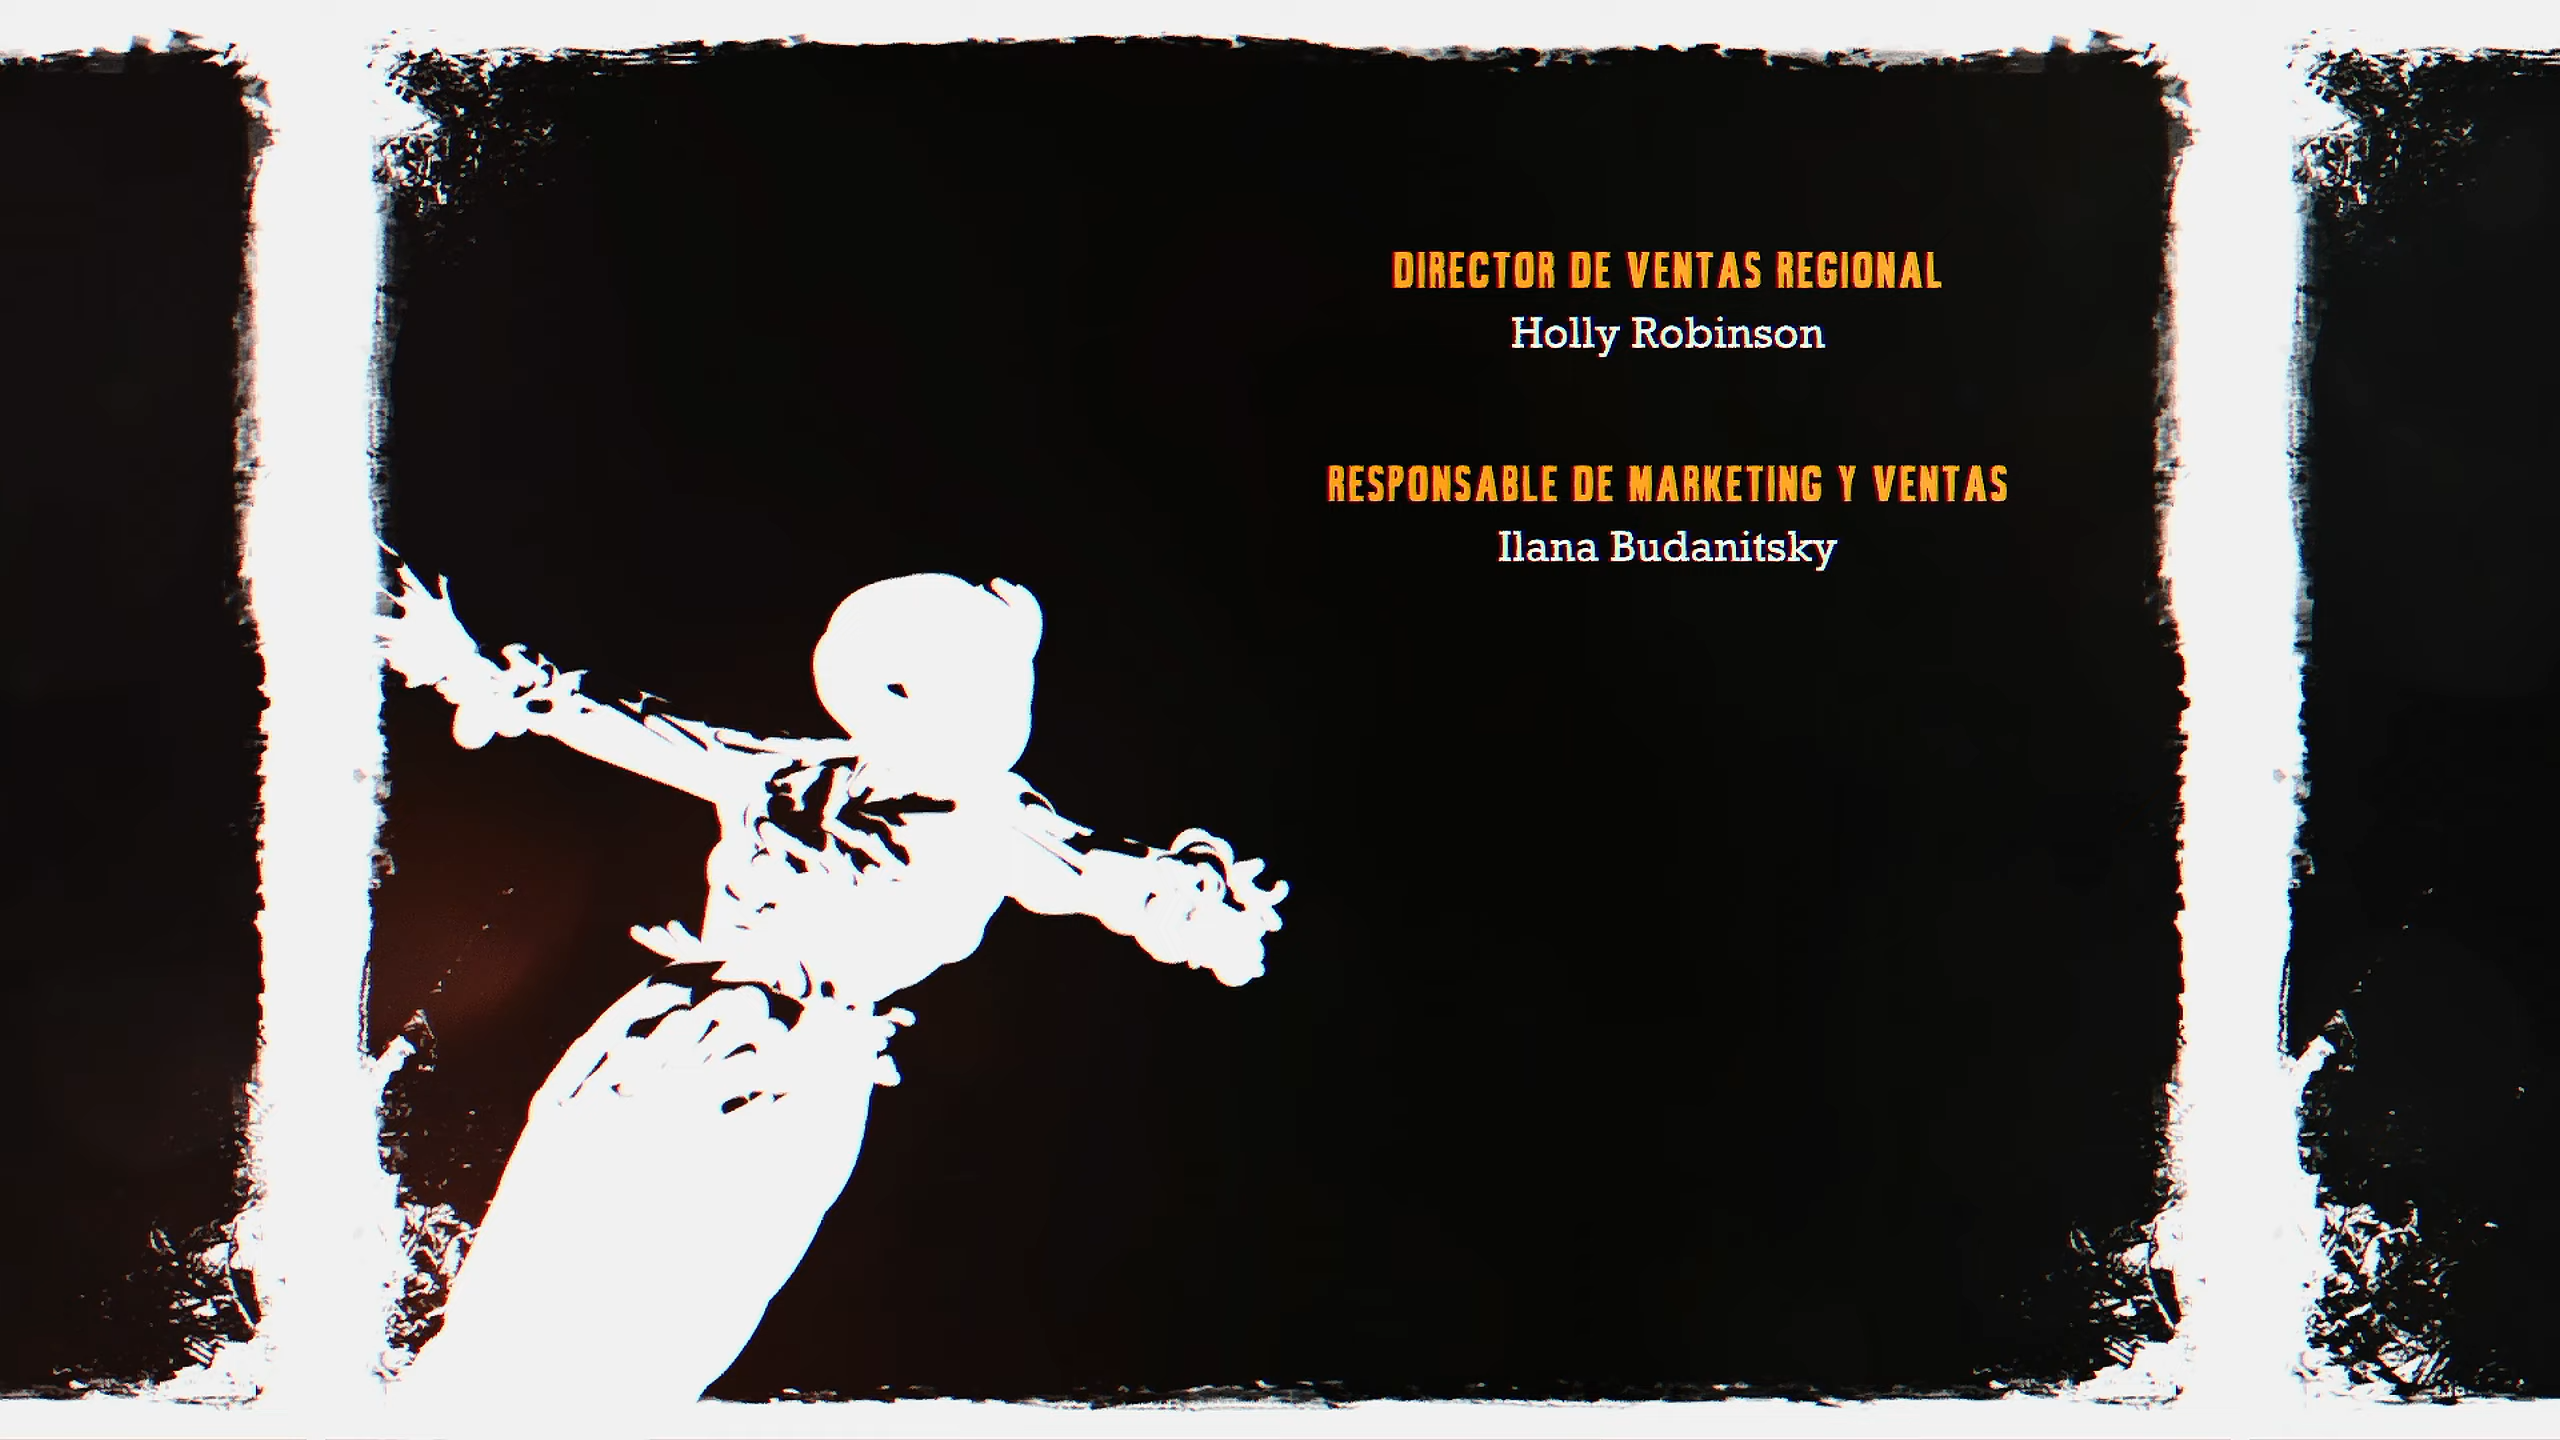 DIRECTOR DE VENTAS REGIONAL
Holly Robinson
RESPONSABLE DE MARKETING Y VENTAS
Ilana Budanitsky